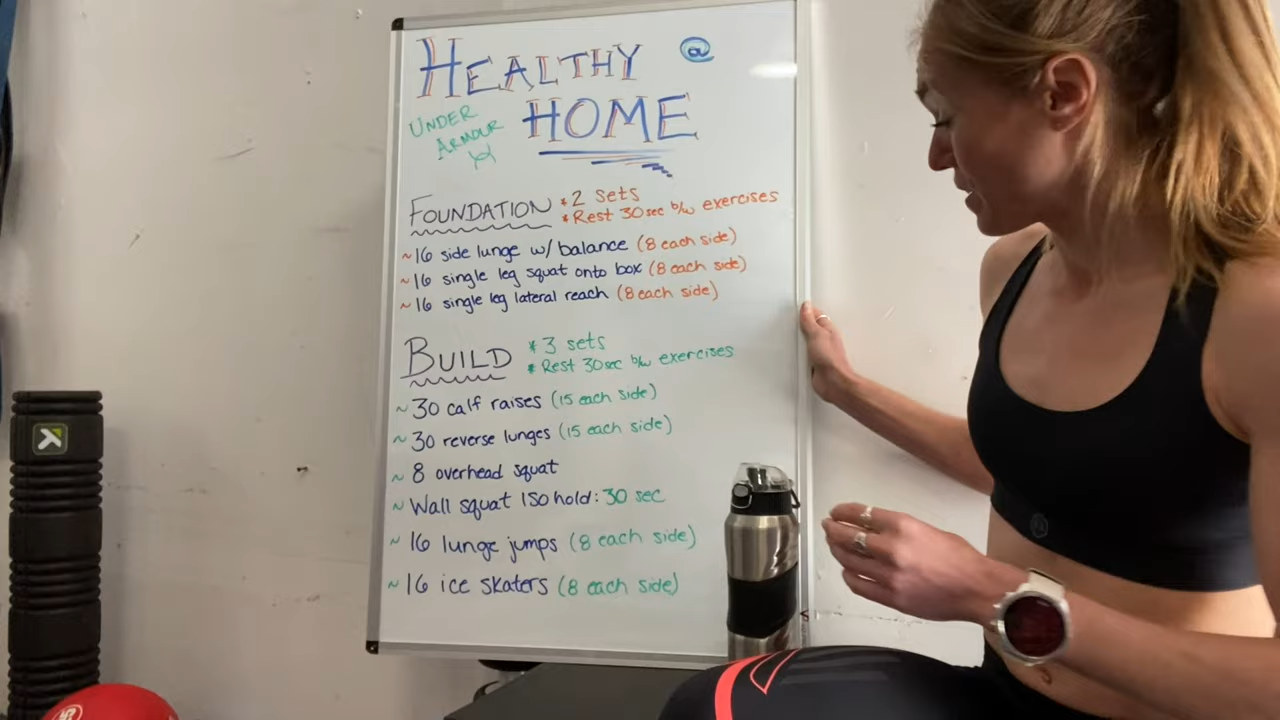 HEALTHY @
HOME
UNDER
ARMOUR
FOUNDATION
* 2 sets
* Rest 30sec b/w exercises
~ 16 side lunge w/ balance (8 each side)
~ 16 single leg squat onto box (8 each side)
~ 16 single leg lateral reach (8 each side)
BUILD
* 3 sets
* Rest 30sec b/w exercises
~ 30 calf raises (15 each side)
~ 30 reverse lunges (15 each side)
~ 8 overhead squat
~ Wall squat ISO hold: 30 sec
~ 16 lunge jumps (8 each side)
~ 16 ice skaters (8 each side)